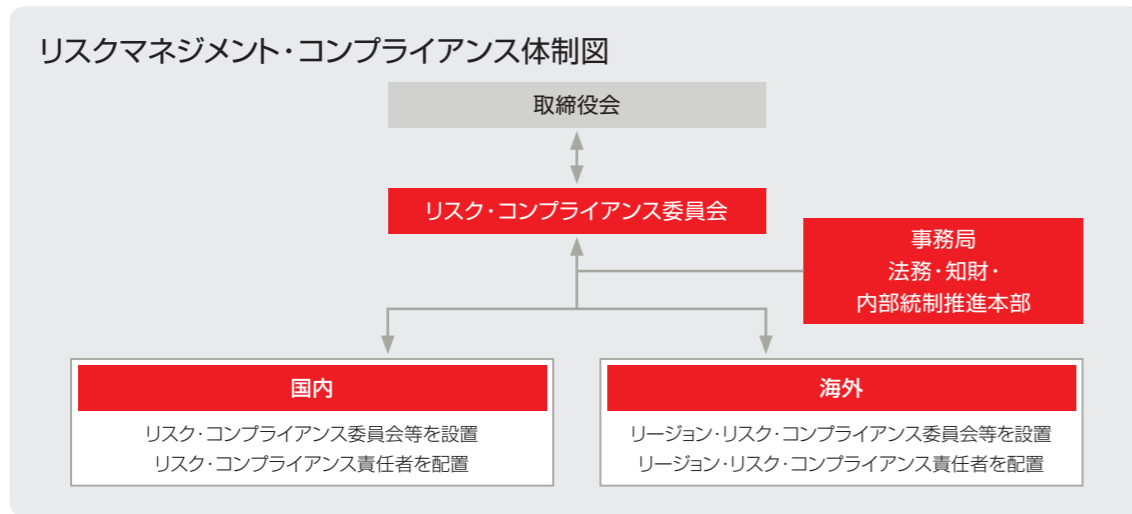 リスクマネジメント・コンプライアンス体制図
取締役会
リスク・コンプライアンス委員会
事務局
法務・知財・
内部統制推進本部
国内
リスク・コンプライアンス委員会等を設置
リスク・コンプライアンス責任者を配置
海外
リージョン・リスク・コンプライアンス委員会等を設置
リージョン・リスク・コンプライアンス責任者を配置